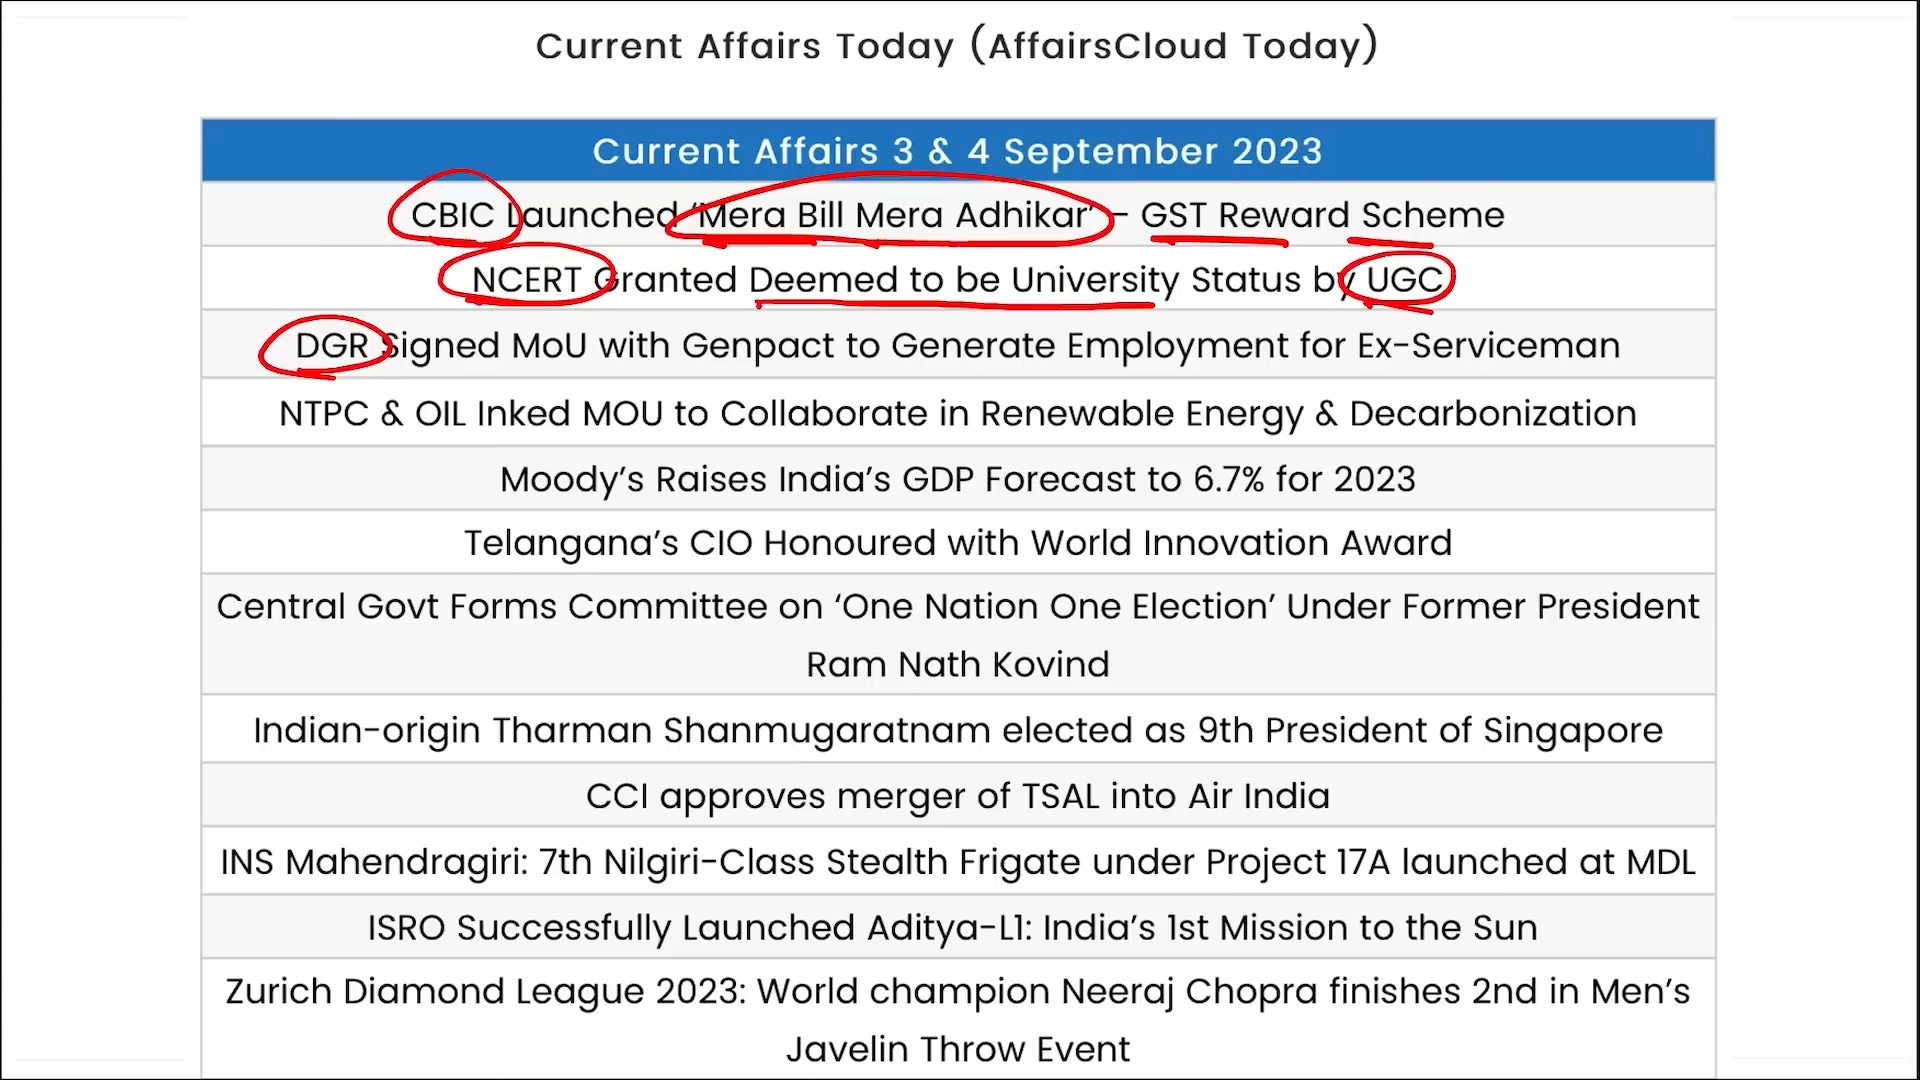 Current Affairs Today (AffairsCloud Today)
Current Affairs 3 & 4 September 2023
CBIC Launched ‘Mera Bill Mera Adhikar’ – GST Reward Scheme
NCERT Granted Deemed to be University Status by UGC
DGR Signed MoU with Genpact to Generate Employment for Ex-Serviceman
NTPC & OIL Inked MOU to Collaborate in Renewable Energy & Decarbonization
Moody’s Raises India’s GDP Forecast to 6.7% for 2023
Telangana’s CIO Honoured with World Innovation Award
Central Govt Forms Committee on ‘One Nation One Election’ Under Former President
Ram Nath Kovind
Indian-origin Tharman Shanmugaratnam elected as 9th President of Singapore
CCI approves merger of TSAL into Air India
INS Mahendragiri: 7th Nilgiri-Class Stealth Frigate under Project 17A launched at MDL
ISRO Successfully Launched Aditya-L1: India’s 1st Mission to the Sun
Zurich Diamond League 2023: World champion Neeraj Chopra finishes 2nd in Men’s
Javelin Throw Event